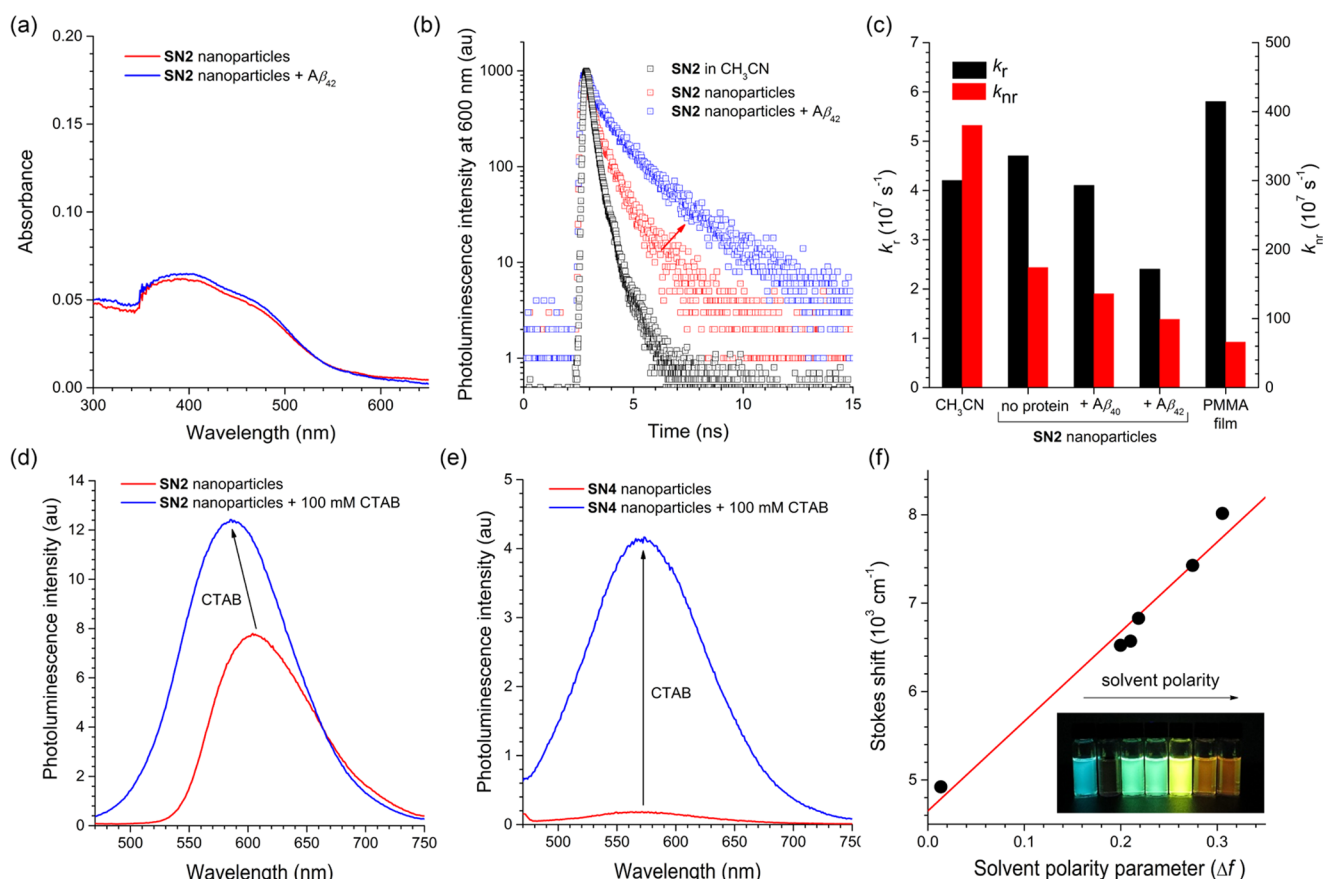 (a)
0.20
0.15
0.10
0.05
0.00
Absorbance
SN2 nanoparticles
SN2 nanoparticles + Aβ42
300 400 500 600
Wavelength (nm)
(b)
Photoluminescence intensity at 600 nm (au)
1000
100
10
1
SN2 in CH3CN
SN2 nanoparticles
SN2 nanoparticles + Aβ42
0 5 10 15
Time (ns)
(c)
7
6
5
4
3
2
1
0
kr (10^7 s^-1)
kr
knr
500
400
300
200
100
0
knr (10^7 s^-1)
CH3CN
no protein
+ Aβ40
+ Aβ42
PMMA
film
SN2 nanoparticles
(d)
14
12
10
8
6
4
2
0
Photoluminescence intensity (au)
SN2 nanoparticles
SN2 nanoparticles + 100 mM CTAB
CTAB
500 550 600 650 700 750
Wavelength (nm)
(e)
5
4
3
2
1
0
Photoluminescence intensity (au)
SN4 nanoparticles
SN4 nanoparticles + 100 mM CTAB
CTAB
500 550 600 650 700 750
Wavelength (nm)
(f)
8
7
6
5
Stokes shift (10^3 cm^-1)
solvent polarity
0.0 0.1 0.2 0.3
Solvent polarity parameter (Δf)